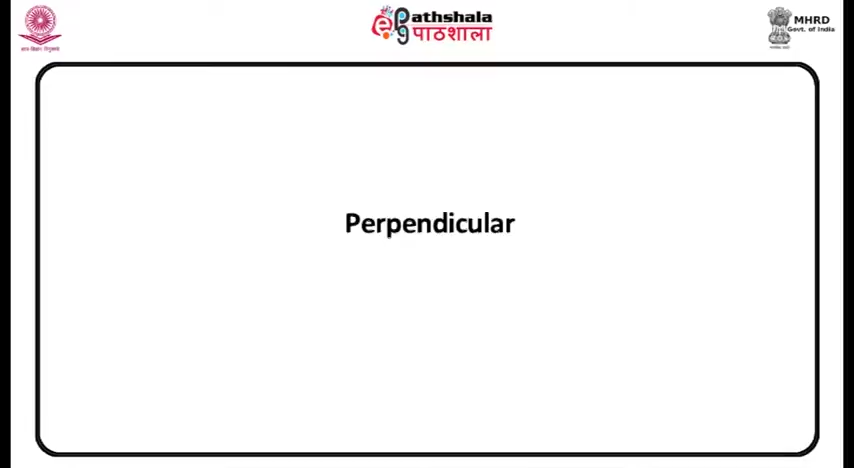 ePathshala
पाठशाला
MHRD
Govt. of India
Perpendicular